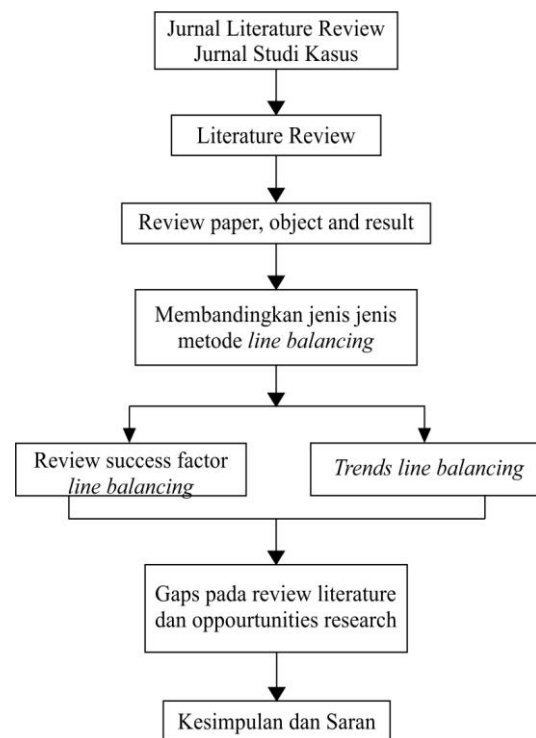 Jurnal Literature Review
Jurnal Studi Kasus
Literature Review
Review paper, object and result
Membandingkan jenis jenis
metode line balancing
Review success factor
line balancing
Trends line balancing
Gaps pada review literature
dan oppourtunities research
Kesimpulan dan Saran